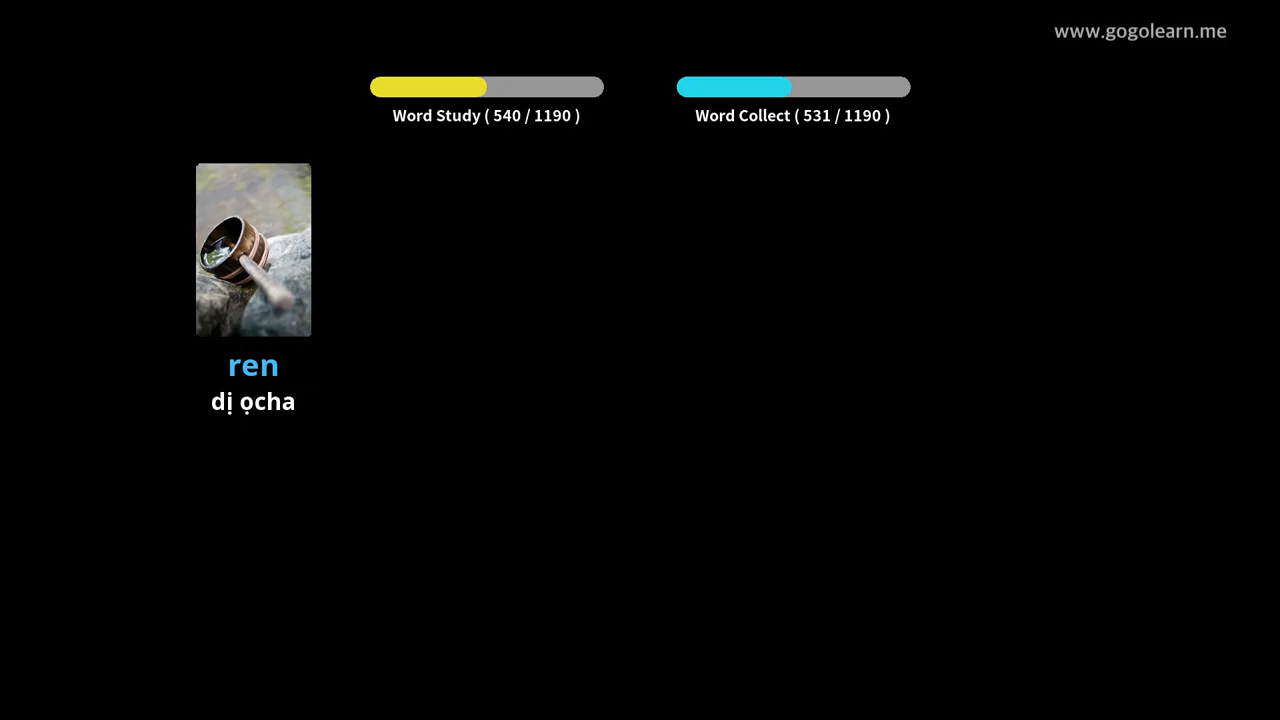 www.gogolearn.me
Word Study ( 540 / 1190 )
Word Collect ( 531 / 1190 )
ren
dị ọcha